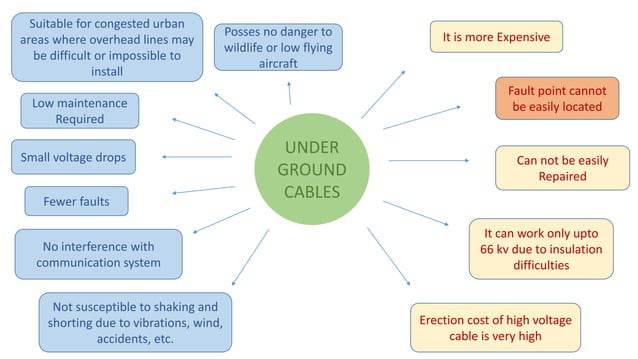 Suitable for congested urban
areas where overhead lines may
be difficult or impossible to
install
Posses no danger to
wildlife or low flying
aircraft
It is more Expensive
Low maintenance
Required
Fault point cannot
be easily located
Small voltage drops
UNDER
GROUND
CABLES
Can not be easily
Repaired
Fewer faults
No interference with
communication system
It can work only upto
66 kv due to insulation
difficulties
Not susceptible to shaking and
shorting due to vibrations, wind,
accidents, etc.
Erection cost of high voltage
cable is very high